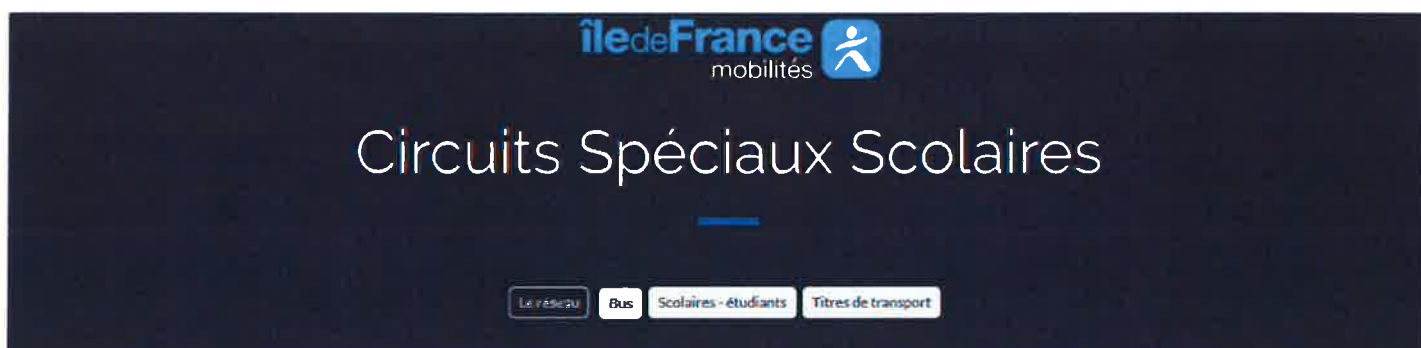 îledeFrance
mobilités
Circuits Spéciaux Scolaires
Le réseau Bus Scolaires - étudiants Titres de transport